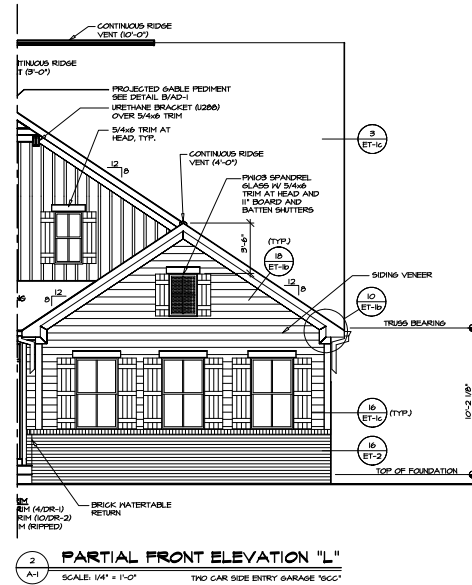 CONTINUOUS RIDGE
VENT (10'-0")
TINUOUS RIDGE
T (3'-0")
PROJECTED GABLE PEDIMENT
SEE DETAIL B/AD-1
URETHANE BRACKET (U288)
OVER 5/4x6 TRIM
5/4x6 TRIM AT
HEAD, TYP.
12
8
3
ET-1c
CONTINUOUS RIDGE
VENT (4'-0")
PW103 SPANDREL
GLASS W/ 5/4x6
TRIM AT HEAD AND
11" BOARD AND
BATTEN SHUTTERS
3'-6"
(TYP.)
18
ET-1b
SIDING VENEER
12
8
12
8
10
ET-1b
TRUSS BEARING
10'-2 1/8"
16
ET-1c
(TYP.)
16
ET-2
TOP OF FOUNDATION
BRICK WATERTABLE
RETURN
RIM (4/DR-1)
RIM (10/DR-2)
M (RIPPED)
2
A-1
PARTIAL FRONT ELEVATION "L"
SCALE: 1/4" = 1'-0"
TWO CAR SIDE ENTRY GARAGE "GCC"